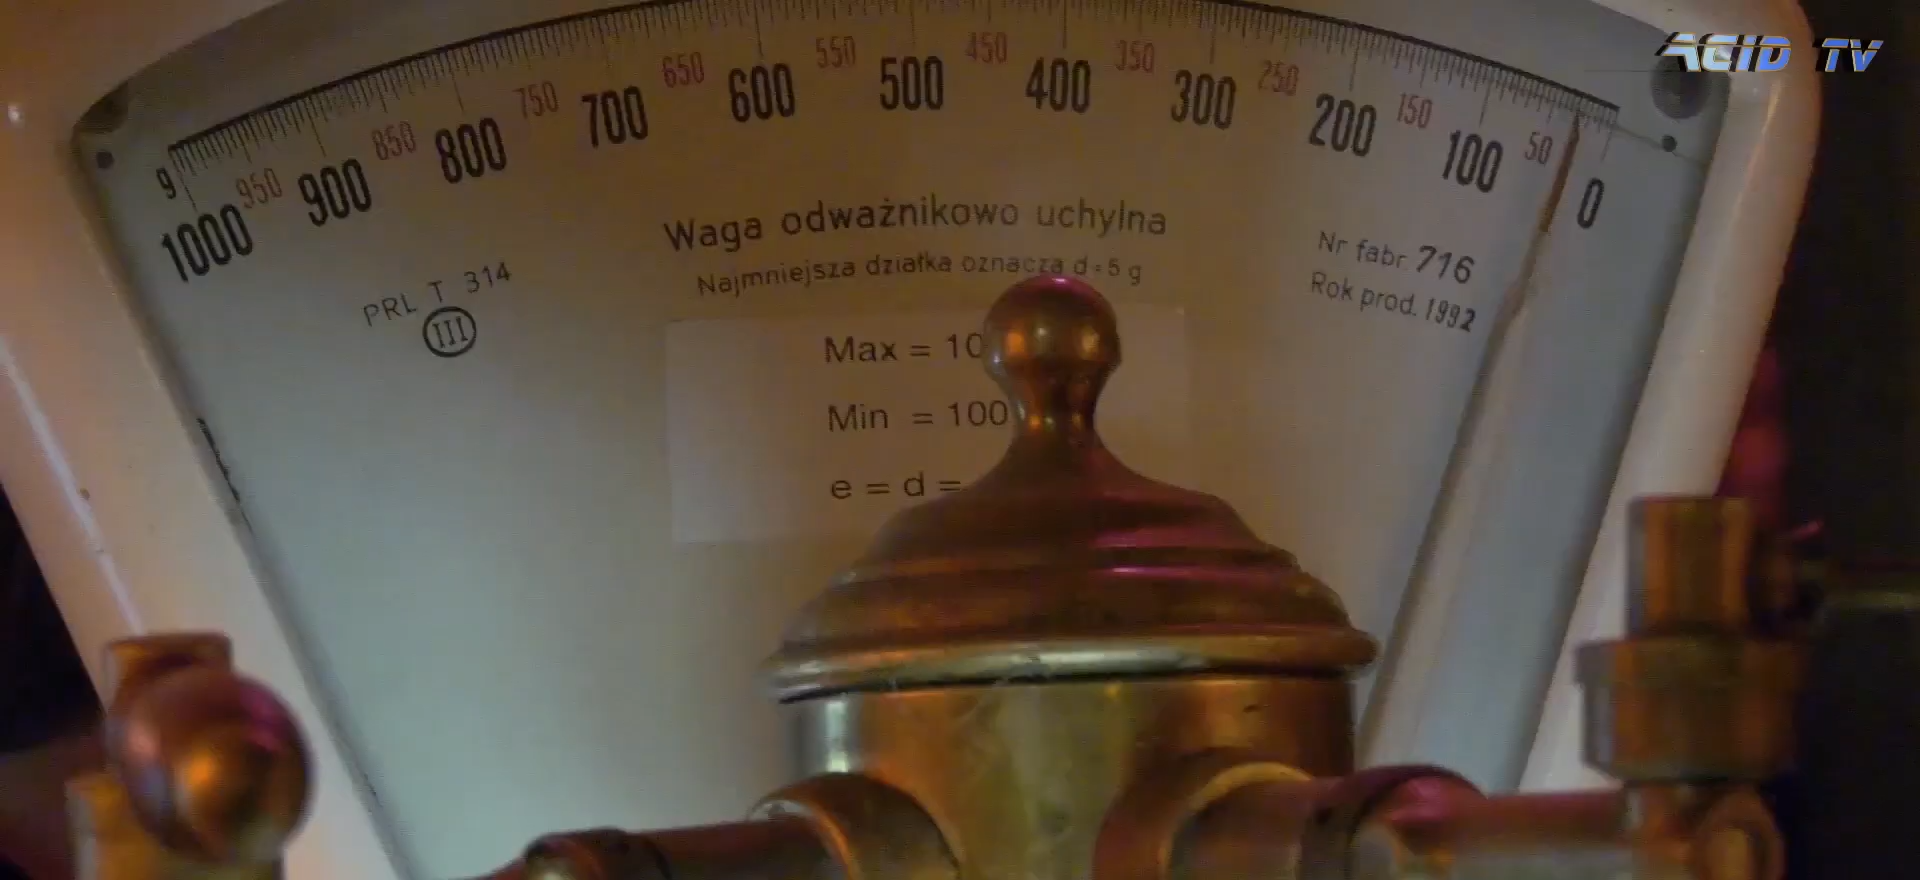 ACID TV
650 550 450 350 250
750 700 600 500 400 300 200 150
850 800 100 50
g 950 900 0
1000
Waga odważnikowo uchylna
Najmniejsza działka oznacza d=5 g
PRL T 314
III
Nr fabr. 716
Rok prod. 1992
Max = 10
Min = 100
e = d =